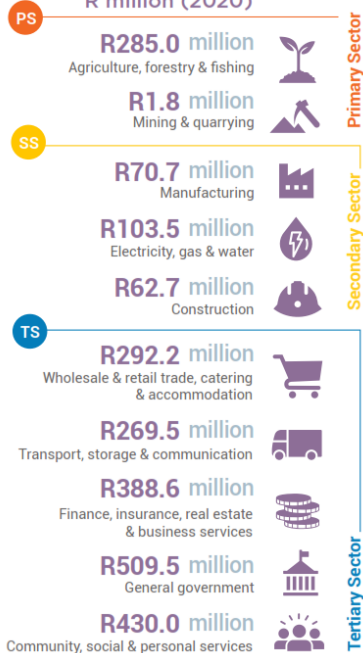 R million (2020)
PS
R285.0 million
Agriculture, forestry & fishing
R1.8 million
Mining & quarrying
Primary Sector
SS
R70.7 million
Manufacturing
R103.5 million
Electricity, gas & water
R62.7 million
Construction
Secondary Sector
TS
R292.2 million
Wholesale & retail trade, catering
& accommodation
R269.5 million
Transport, storage & communication
R388.6 million
Finance, insurance, real estate
& business services
R509.5 million
General government
R430.0 million
Community, social & personal services
Tertiary Sector